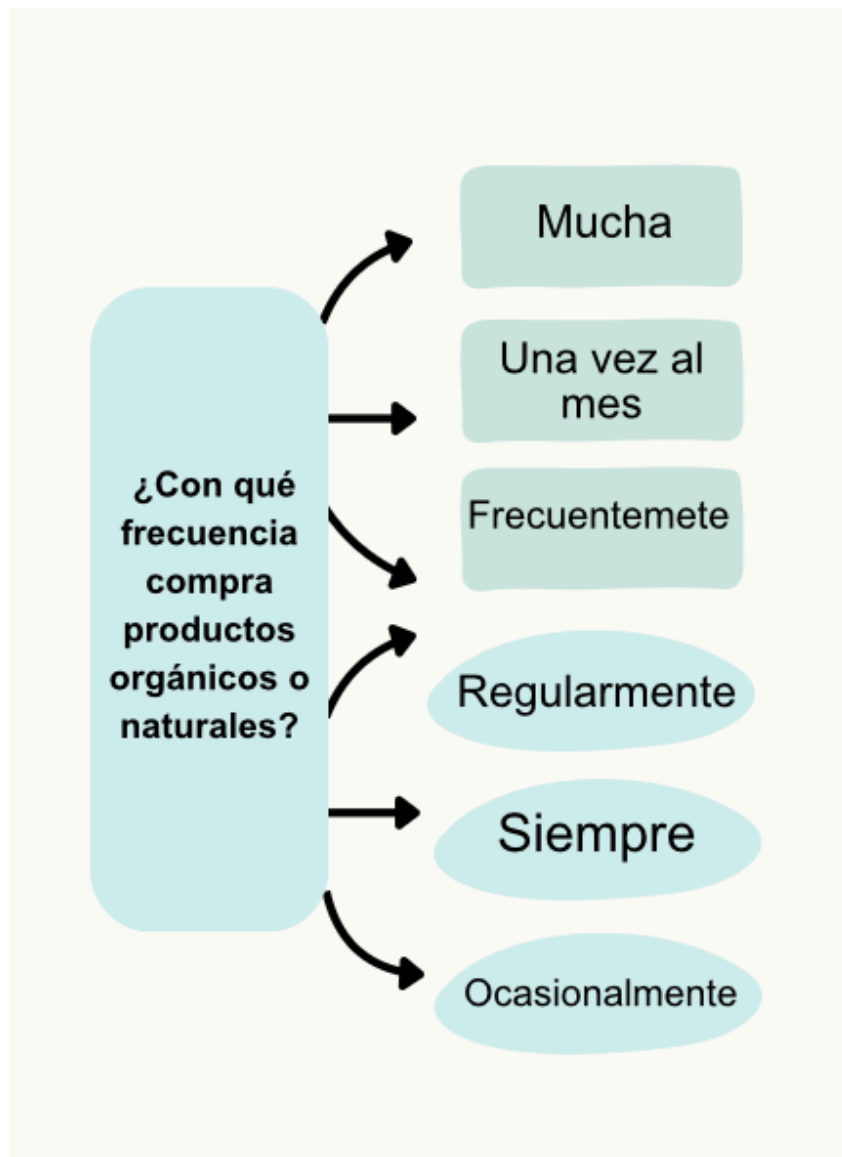 ¿Con qué
frecuencia
compra
productos
orgánicos o
naturales?
Mucha
Una vez al
mes
Frecuentemete
Regularmente
Siempre
Ocasionalmente